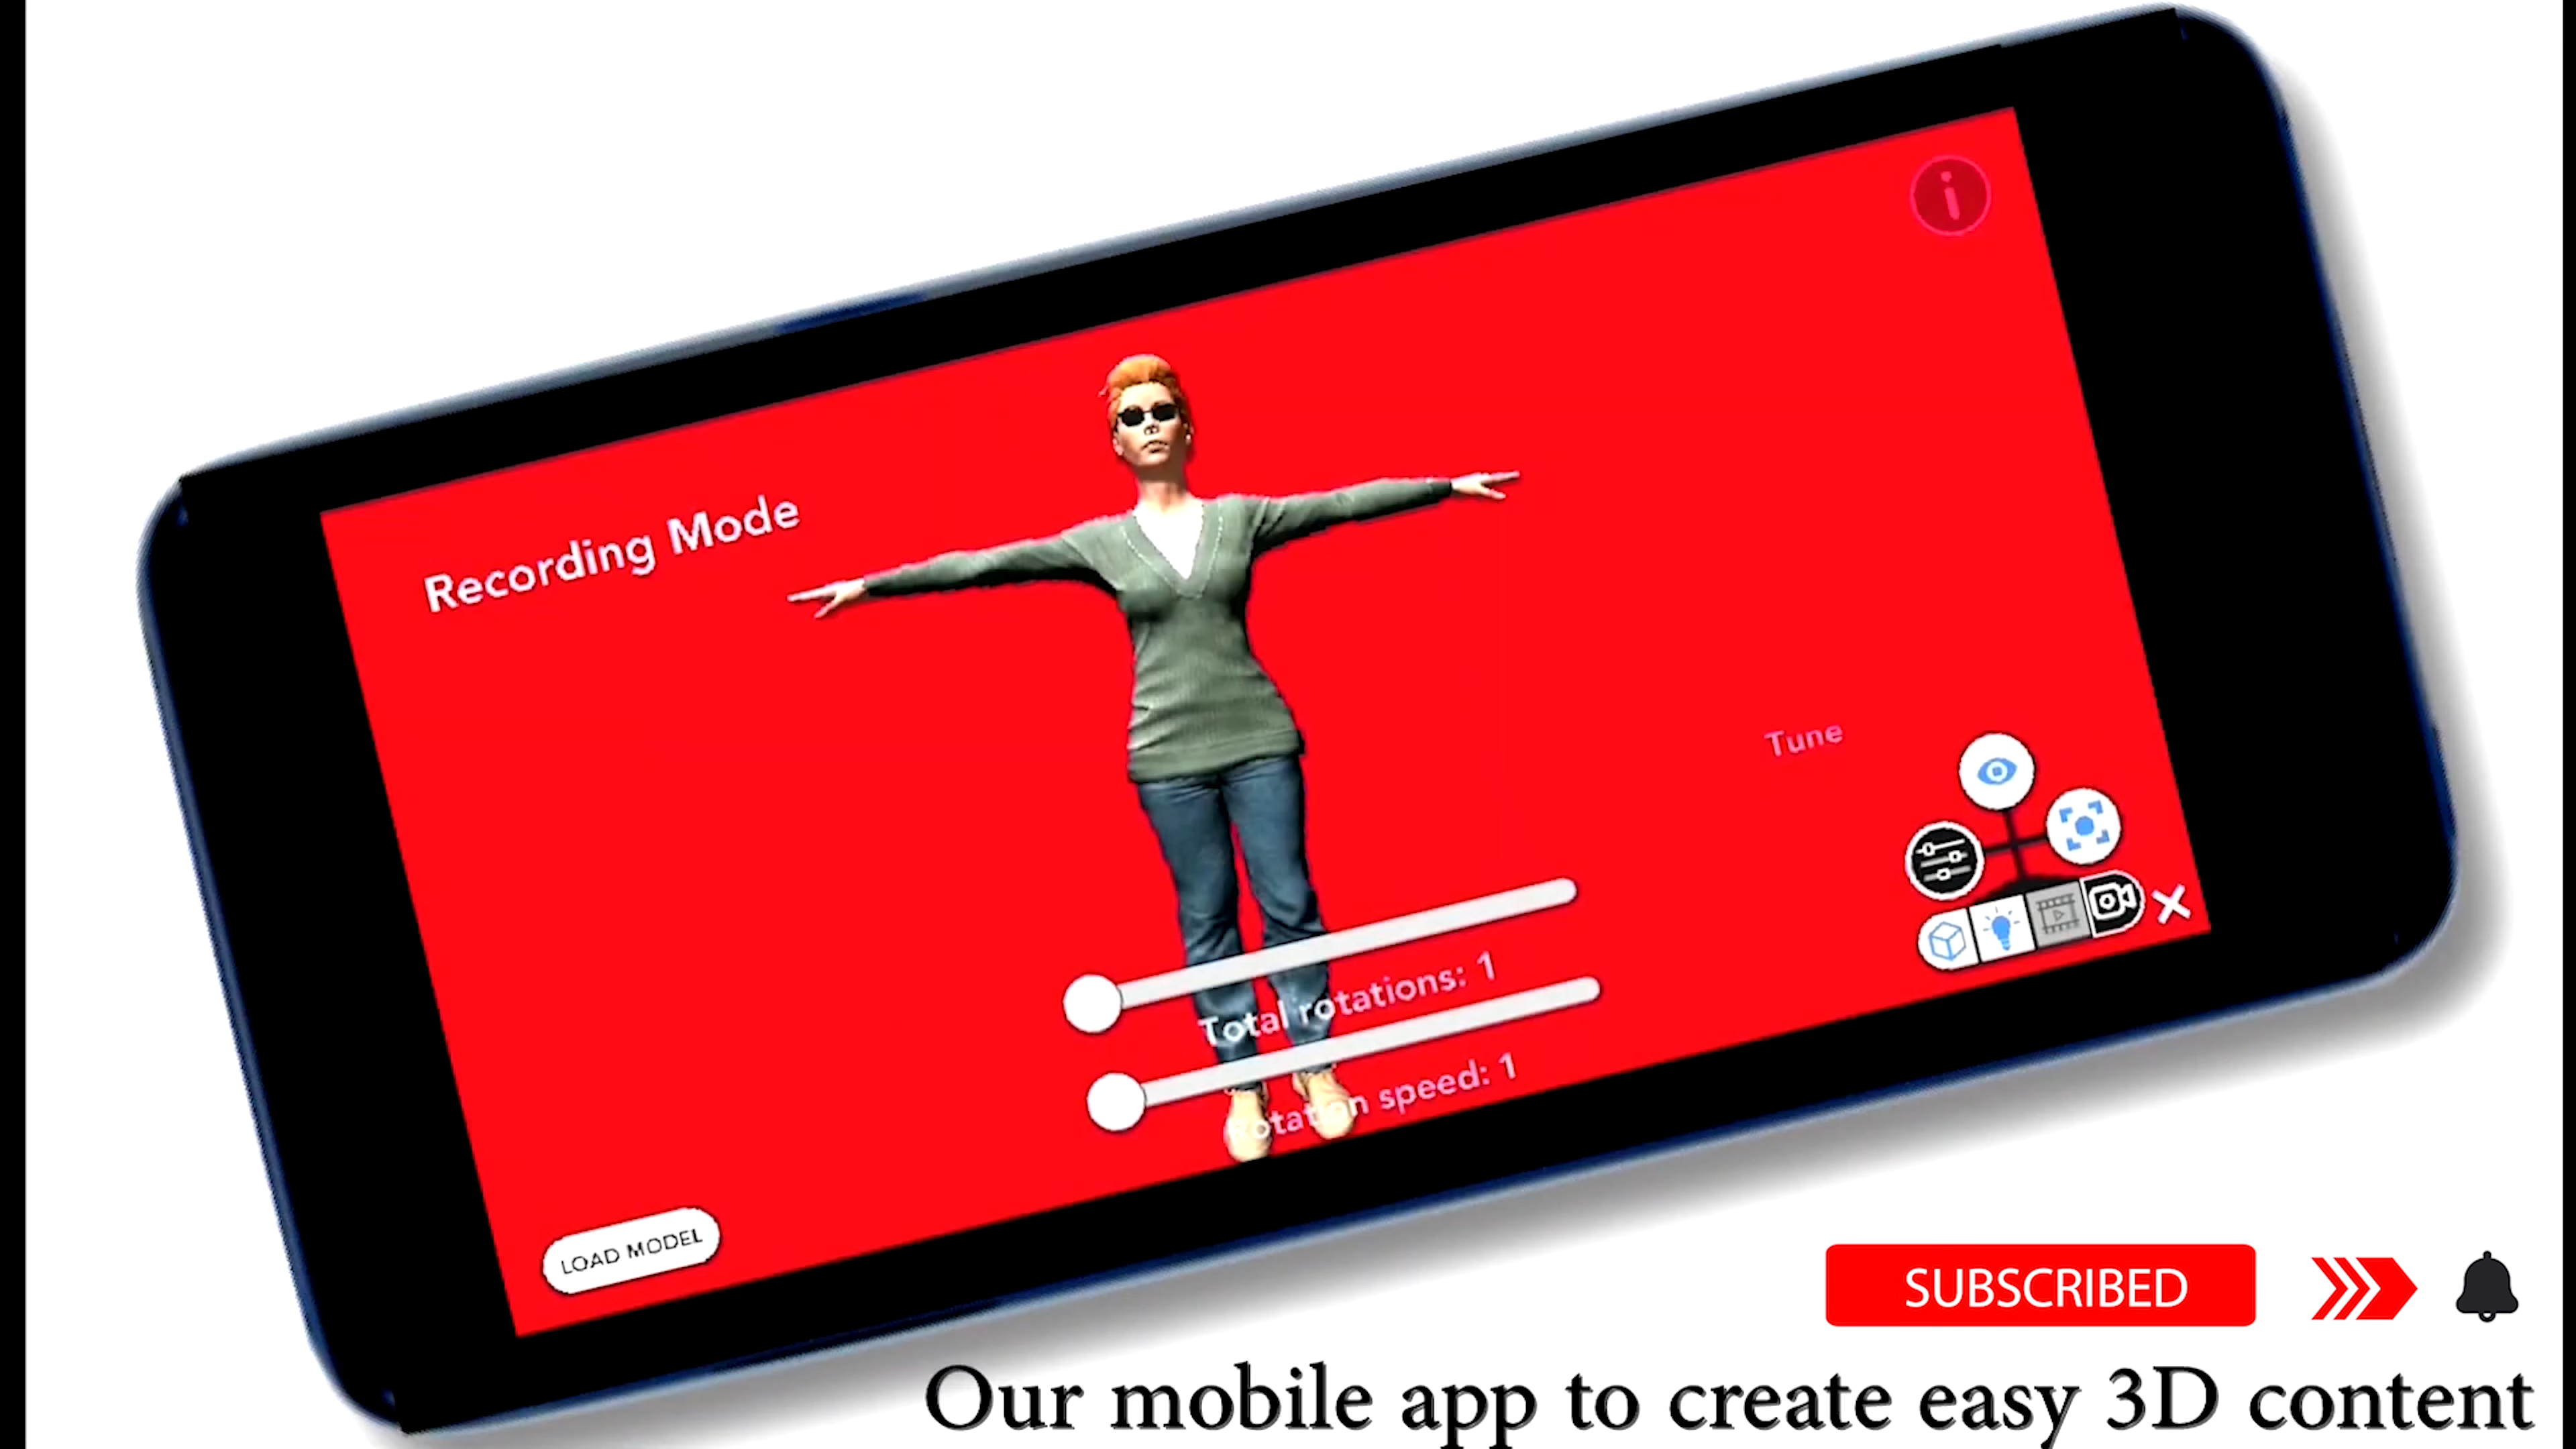 Recording Mode
Tune
Total rotations: 1
Rotation speed: 1
LOAD MODEL
SUBSCRIBED
Our mobile app to create easy 3D content